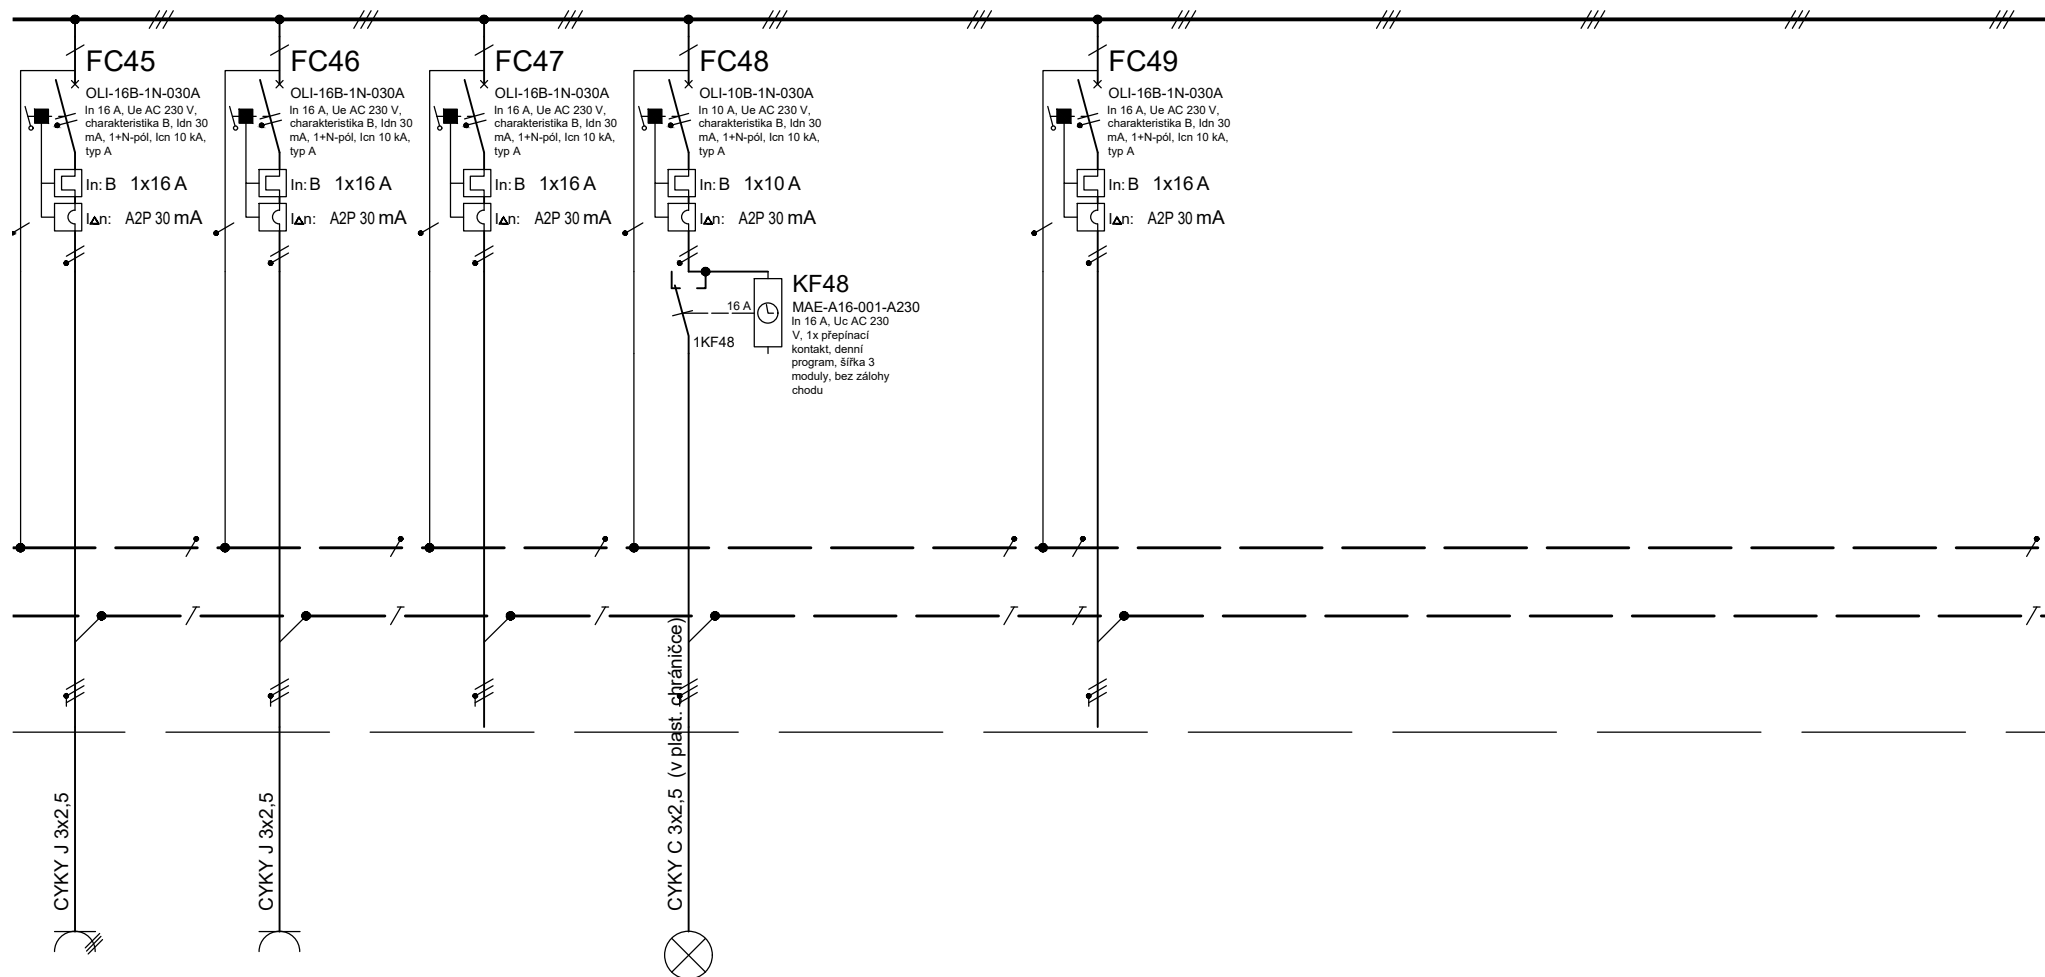 FC45
OLI-16B-1N-030A
In 16 A, Ue AC 230 V,
charakteristika B, Idn 30
mA, 1+N-pól, Icn 10 kA,
typ A
In: B 1x16 A
I∆n: A2P 30 mA
FC46
OLI-16B-1N-030A
In 16 A, Ue AC 230 V,
charakteristika B, Idn 30
mA, 1+N-pól, Icn 10 kA,
typ A
In: B 1x16 A
I∆n: A2P 30 mA
FC47
OLI-16B-1N-030A
In 16 A, Ue AC 230 V,
charakteristika B, Idn 30
mA, 1+N-pól, Icn 10 kA,
typ A
In: B 1x16 A
I∆n: A2P 30 mA
FC48
OLI-10B-1N-030A
In 10 A, Ue AC 230 V,
charakteristika B, Idn 30
mA, 1+N-pól, Icn 10 kA,
typ A
In: B 1x10 A
I∆n: A2P 30 mA
FC49
OLI-16B-1N-030A
In 16 A, Ue AC 230 V,
charakteristika B, Idn 30
mA, 1+N-pól, Icn 10 kA,
typ A
In: B 1x16 A
I∆n: A2P 30 mA
KF48
MAE-A16-001-A230
In 16 A, Uc AC 230
V, 1x přepínací
kontakt, denní
program, šířka 3
moduly, bez zálohy
chodu
16 A
1KF48
CYKY J 3x2,5
CYKY J 3x2,5
CYKY C 3x2,5 (v plast. chráničce)